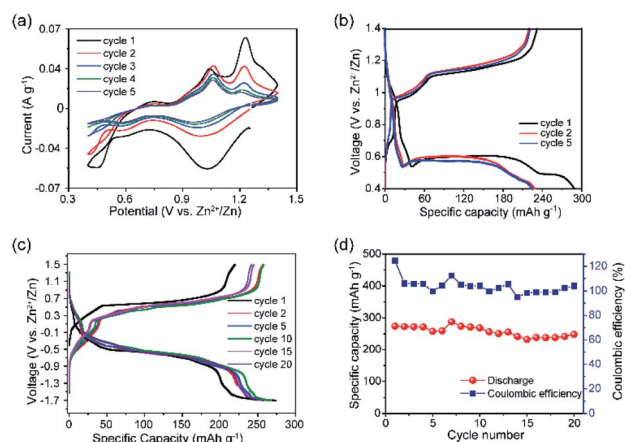 (a)
0.07
0.04
0.00
-0.04
-0.07
Current (A g⁻¹)
cycle 1
cycle 2
cycle 3
cycle 4
cycle 5
0.3 0.6 0.9 1.2 1.5
Potential (V vs. Zn²⁺/Zn)
(b)
1.4
1.2
1.0
0.8
0.6
0.4
Voltage (V vs. Zn²⁺/Zn)
cycle 1
cycle 2
cycle 5
0 60 120 180 240 300
Specific capacity (mAh g⁻¹)
(c)
1.5
1.1
0.7
0.3
-0.1
-0.5
-0.9
-1.3
-1.7
Voltage (V vs. Zn²⁺/Zn)
cycle 1
cycle 2
cycle 5
cycle 10
cycle 15
cycle 20
0 50 100 150 200 250 300
Specific Capacity (mAh g⁻¹)
(d)
500
400
300
200
100
0
Specific capacity (mAh g⁻¹)
Discharge
Coulombic efficiency
120
100
80
60
40
20
0
Coulombic efficiency (%)
0 5 10 15 20
Cycle number